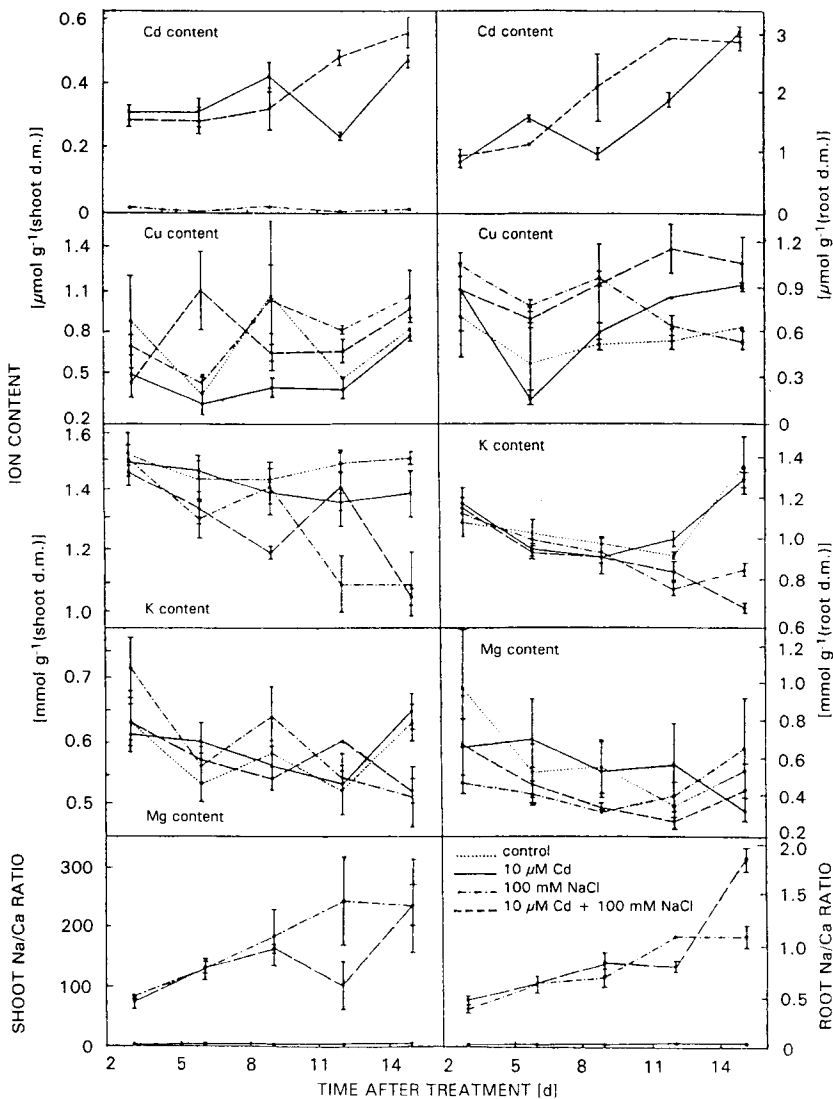 Cd content
Cd content
0.6
0.4
0.2
0
3
2
1
0
Cu content
Cu content
1.4
1.1
0.8
0.5
0.2
1.2
0.9
0.6
0.3
0
K content
K content
1.6
1.4
1.2
1.0
1.4
1.2
1.0
0.8
0.6
Mg content
Mg content
0.7
0.6
0.5
1.2
1.0
0.8
0.6
0.4
0.2
300
200
100
0
2.0
1.5
1.0
0.5
0
control
10 µM Cd
100 mM NaCl
10 µM Cd + 100 mM NaCl
2 5 8 11 14
2 5 8 11 14
TIME AFTER TREATMENT [d]
ION CONTENT
[µmol g⁻¹(shoot d.m.)]
[mmol g⁻¹(shoot d.m.)]
SHOOT Na/Ca RATIO
[µmol g⁻¹(root d.m.)]
[mmol g⁻¹(root d.m.)]
ROOT Na/Ca RATIO